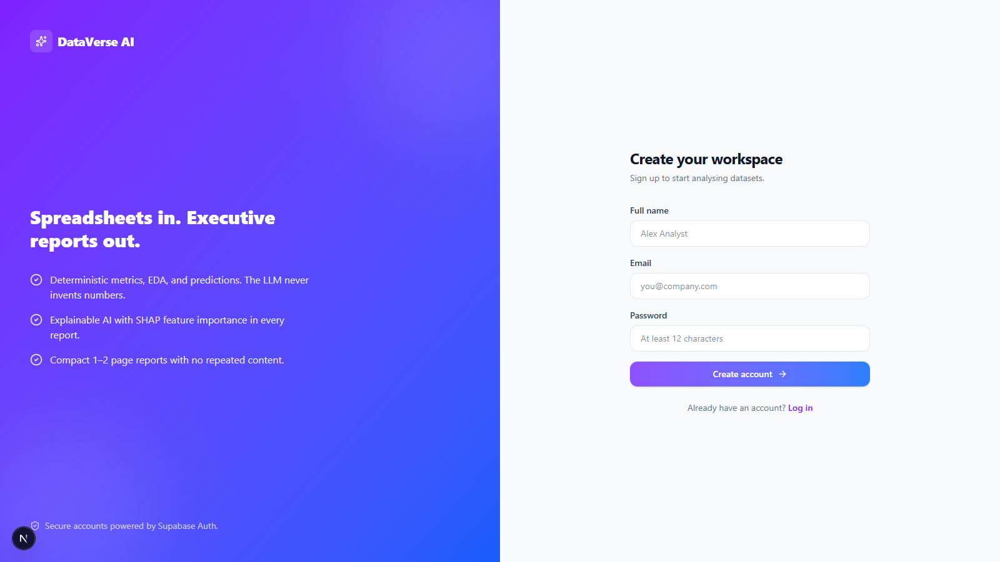 DataVerse AI
Spreadsheets in. Executive
reports out.
Deterministic metrics, EDA, and predictions. The LLM never
invents numbers.
Explainable AI with SHAP feature importance in every
report.
Compact 1–2 page reports with no repeated content.
Secure accounts powered by Supabase Auth.
N
Create your workspace
Sign up to start analysing datasets.
Full name
Alex Analyst
Email
you@company.com
Password
At least 12 characters
Create account
Already have an account? Log in